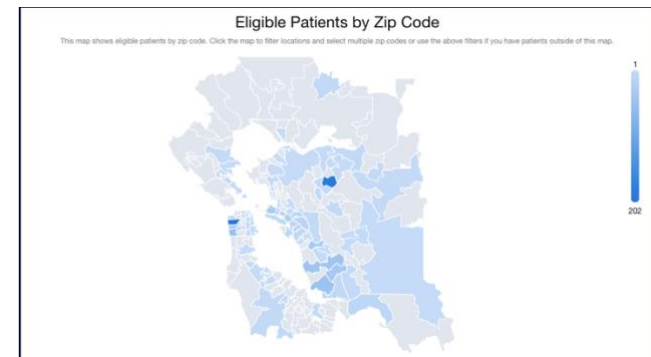 Eligible Patients by Zip Code
This map shows eligible patients by zip code. Click the map to filter locations and select multiple zip codes or use the above filters if you have patients outside of this map.
1
202